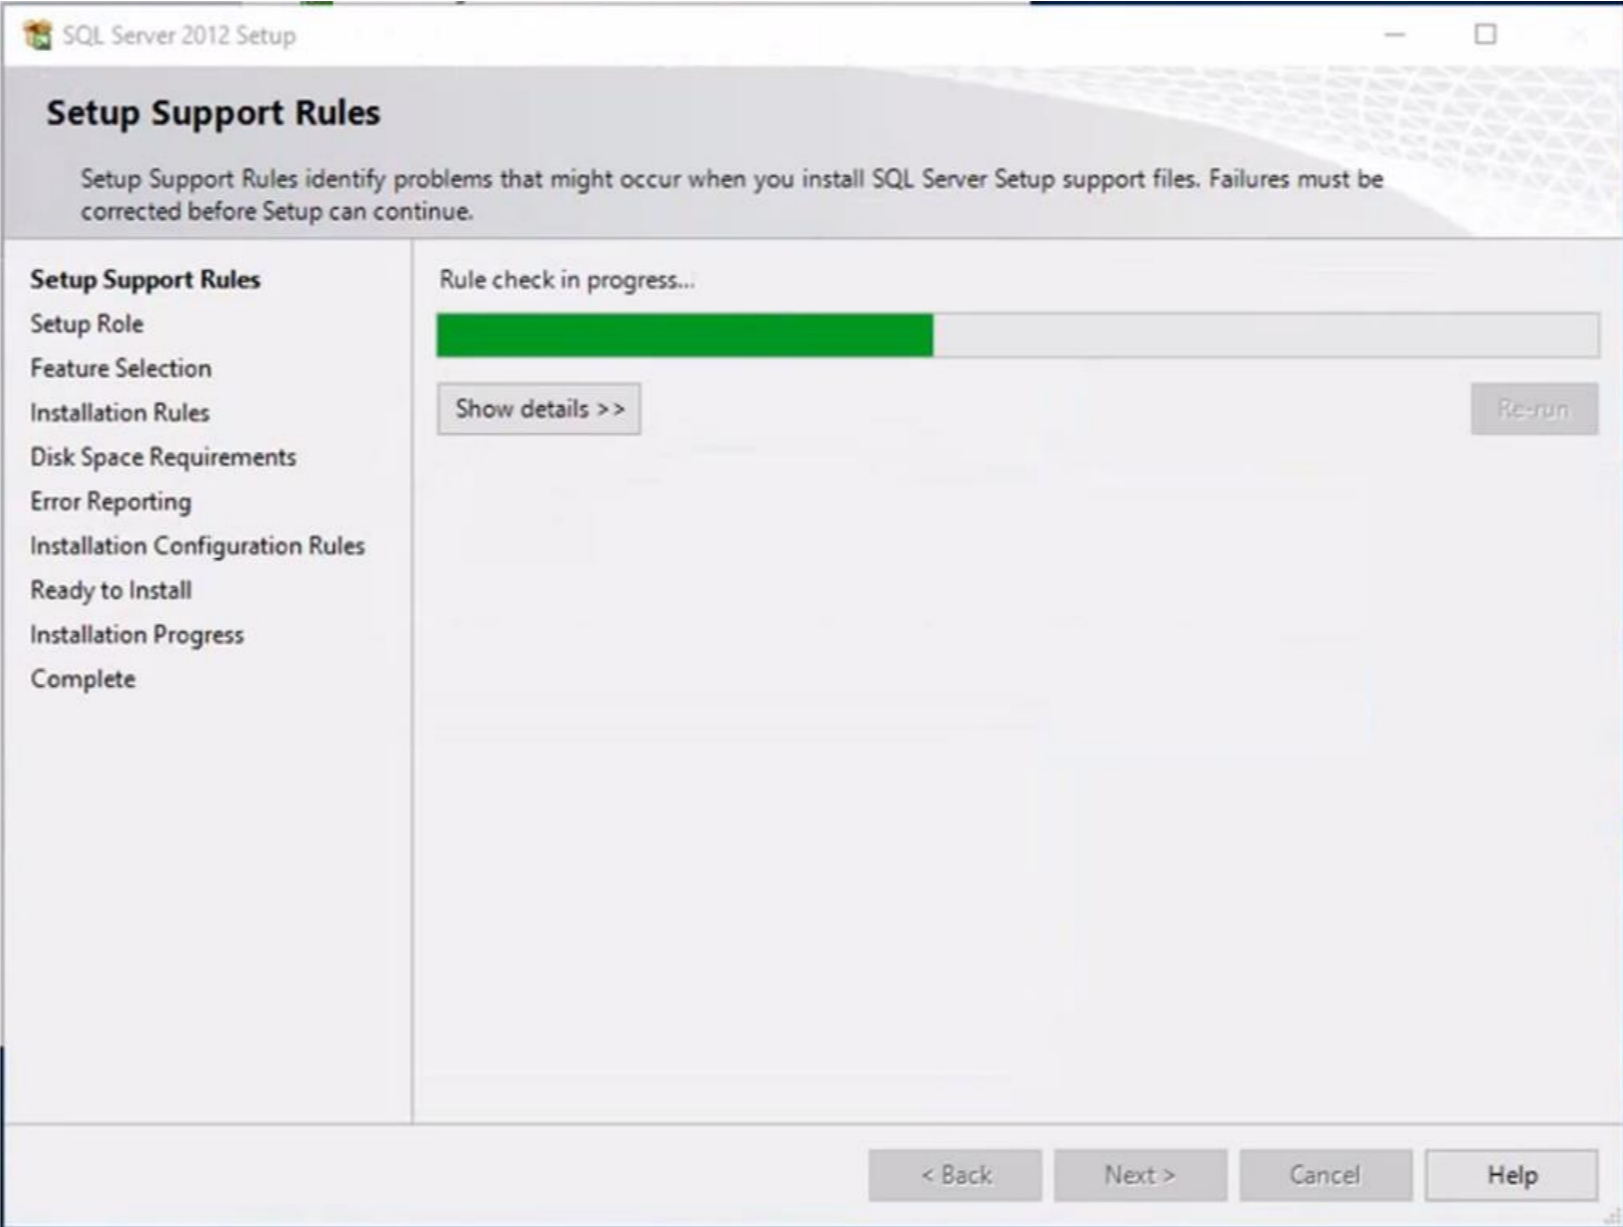 SQL Server 2012 Setup
Setup Support Rules
Setup Support Rules identify problems that might occur when you install SQL Server Setup support files. Failures must be
corrected before Setup can continue.
Setup Support Rules
Setup Role
Feature Selection
Installation Rules
Disk Space Requirements
Error Reporting
Installation Configuration Rules
Ready to Install
Installation Progress
Complete
Rule check in progress...
Show details >>
Re-run
< Back
Next >
Cancel
Help